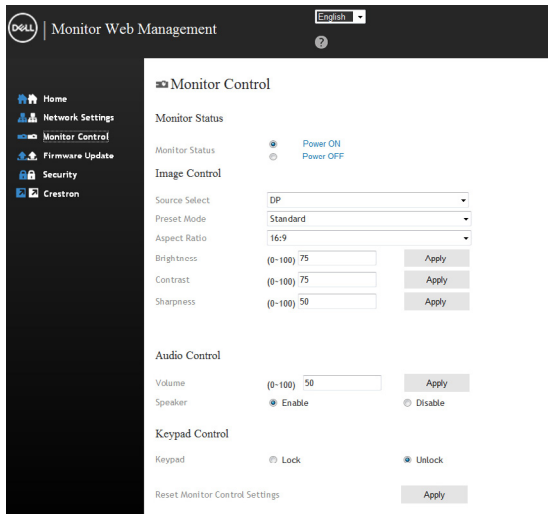 DELL
Monitor Web Management
English
?
Home
Network Settings
Monitor Control
Firmware Update
Security
Crestron
Monitor Control
Monitor Status
Monitor Status Power ON
Power OFF
Image Control
Source Select DP
Preset Mode Standard
Aspect Ratio 16:9
Brightness (0~100) 75 Apply
Contrast (0~100) 75 Apply
Sharpness (0~100) 50 Apply
Audio Control
Volume (0~100) 50 Apply
Speaker Enable Disable
Keypad Control
Keypad Lock Unlock
Reset Monitor Control Settings Apply